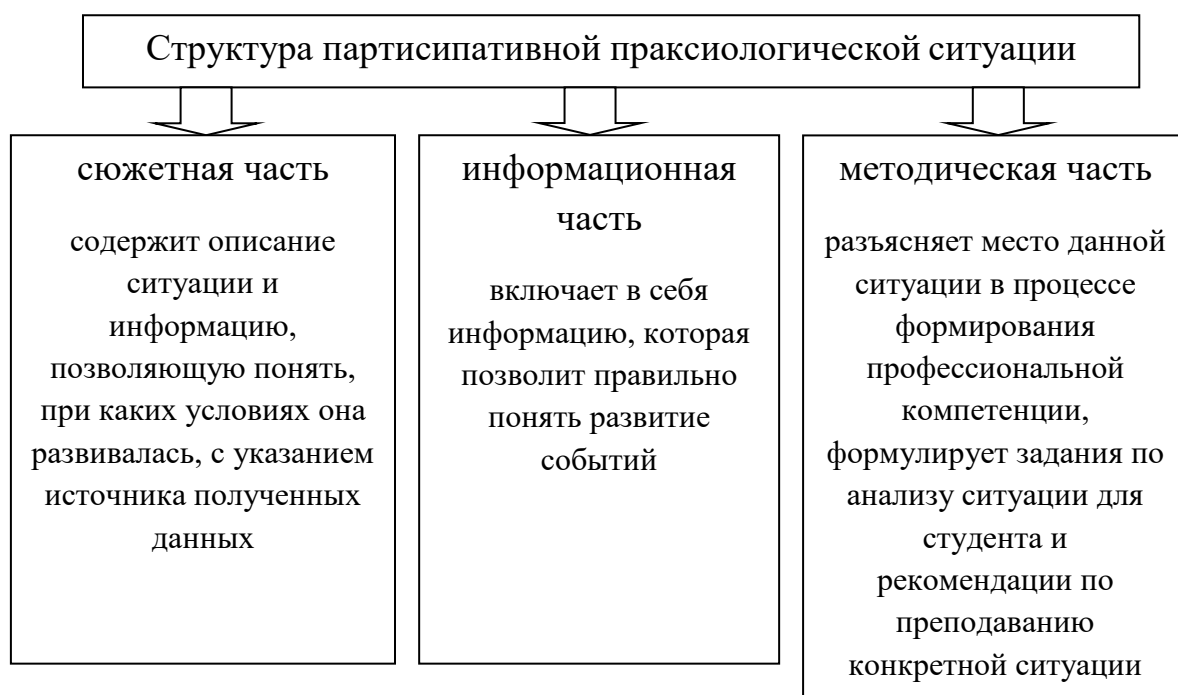 Структура партисипативной праксиологической ситуации
сюжетная часть
содержит описание
ситуации и
информацию,
позволяющую понять,
при каких условиях она
развивалась, с указанием
источника полученных
данных
информационная
часть
включает в себя
информацию, которая
позволит правильно
понять развитие
событий
методическая часть
разъясняет место данной
ситуации в процессе
формирования
профессиональной
компетенции,
формулирует задания по
анализу ситуации для
студента и
рекомендации по
преподаванию
конкретной ситуации